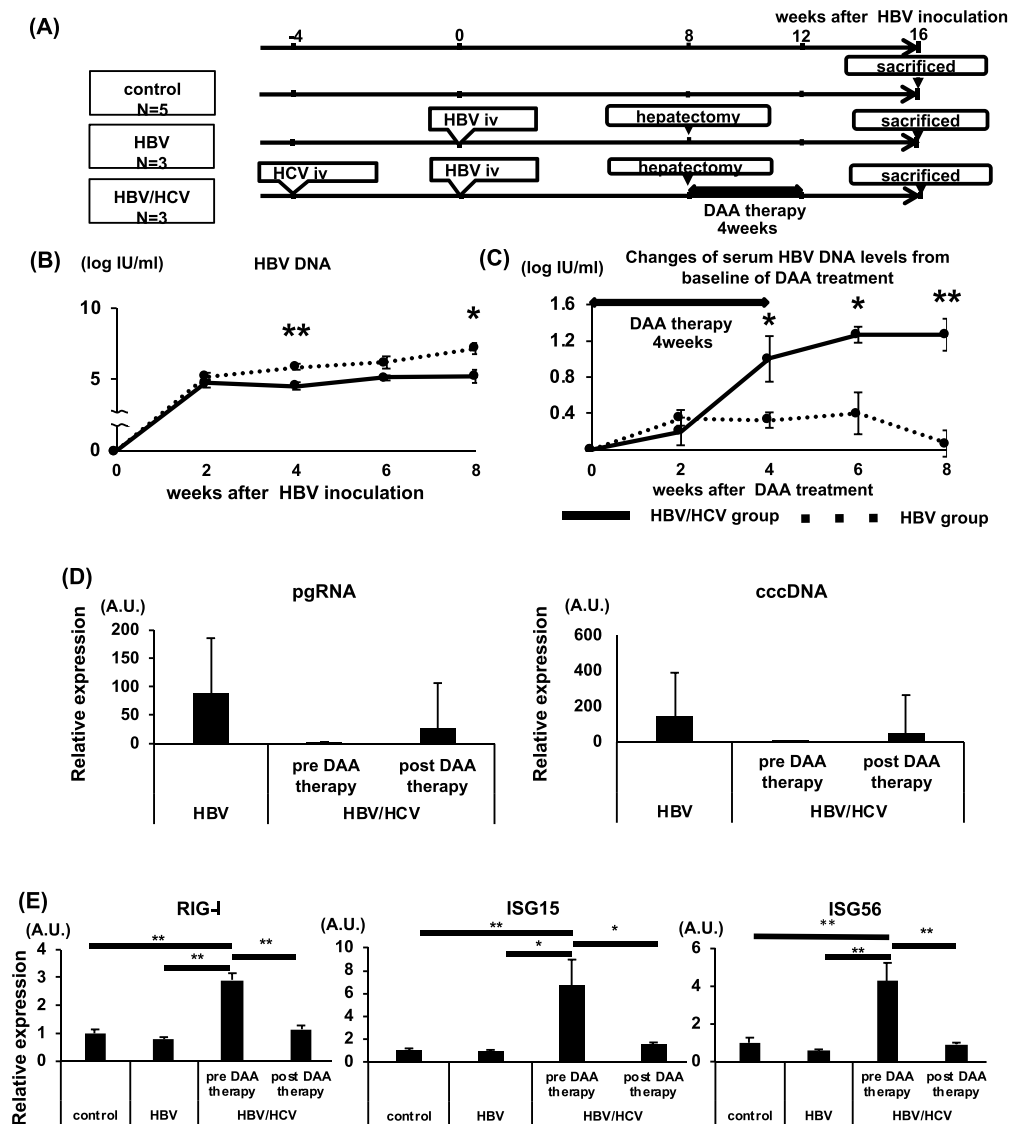 (A)
weeks after HBV inoculation
-4 0 8 12 16
sacrificed
control
N=5
HBV iv hepatectomy sacrificed
HBV
N=3
HCV iv HBV iv hepatectomy sacrificed
HBV/HCV
N=3
DAA therapy
4weeks
(B) (log IU/ml) HBV DNA
10
5
0
** *
0 2 4 6 8
weeks after HBV inoculation
(C) (log IU/ml)
Changes of serum HBV DNA levels from
baseline of DAA treatment
1.6
1.2
0.8
0.4
DAA therapy
4weeks
* * **
0 2 4 6 8
weeks after DAA treatment
HBV/HCV group HBV group
(D)
pgRNA
(A.U.)
Relative expression
200
150
100
50
0
pre DAA therapy
post DAA therapy
HBV HBV/HCV
cccDNA
(A.U.)
Relative expression
600
400
200
0
pre DAA therapy
post DAA therapy
HBV HBV/HCV
(E)
RIG-I
(A.U.)
Relative expression
4
3
2
1
0
** ** **
pre DAA therapy
post DAA therapy
control HBV HBV/HCV
ISG15
(A.U.)
10
8
6
4
2
0
** * *
pre DAA therapy
post DAA therapy
control HBV HBV/HCV
ISG56
(A.U.)
6
4
2
0
** ** **
pre DAA therapy
post DAA therapy
control HBV HBV/HCV